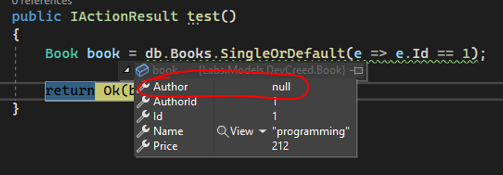 0 references
public IActionResult test()
{
Book book = db.Books.SingleOrDefault(e => e.Id == 1);
book {Labs.Models.DevCreed.Book}
return Ok(b
Author null
AuthorId 1
Id 1
Name View "programming"
Price 212
}